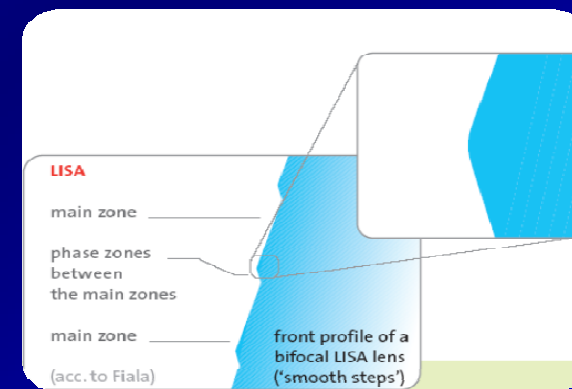 LISA
main zone
phase zones
between
the main zones
main zone
front profile of a
bifocal LISA lens
('smooth steps')
(acc. to Fiala)